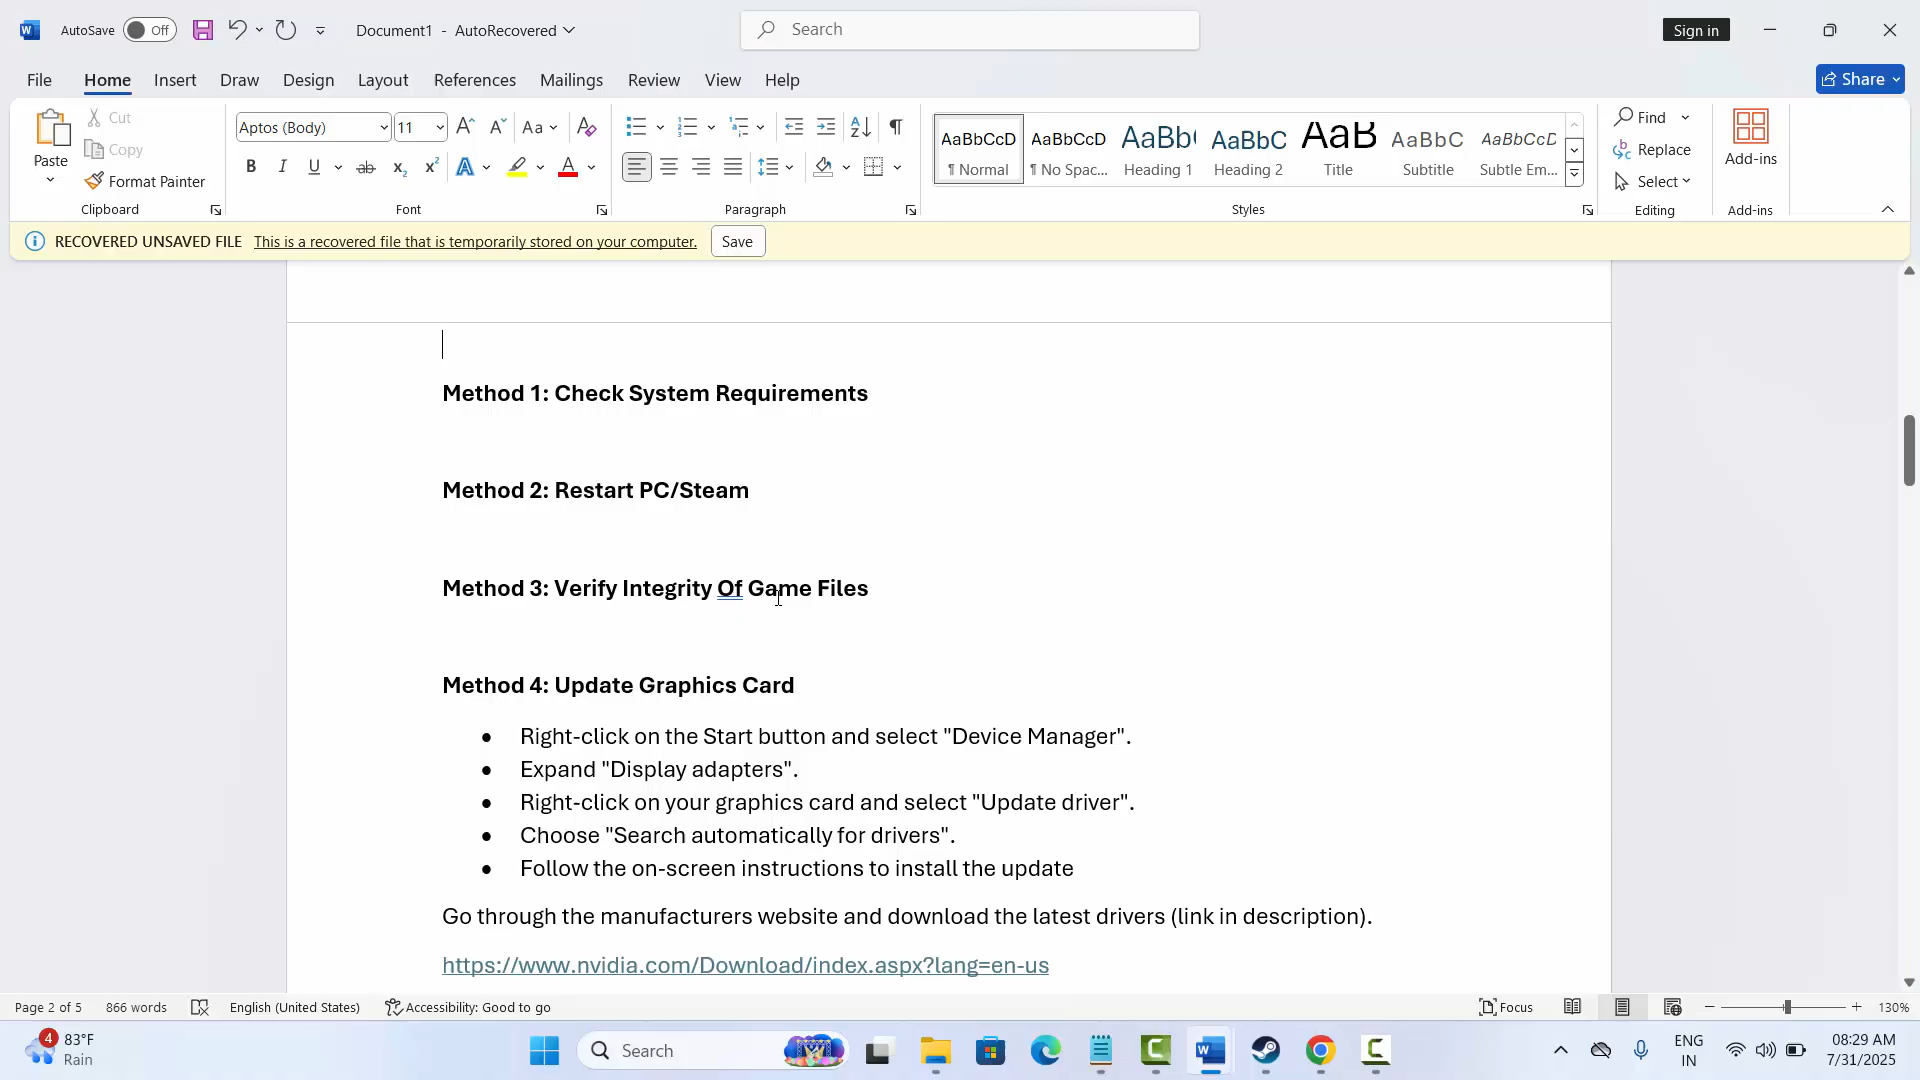 AutoSave Off Document1 - AutoRecovered Search Sign in
File Home Insert Draw Design Layout References Mailings Review View Help Share
Paste Cut Copy Format Painter Clipboard
Aptos (Body) 11 Aa Font
Paragraph
AaBbCcD ¶ Normal AaBbCcD ¶ No Spac... AaBb( Heading 1 AaBbC Heading 2 AaB Title AaBbC Subtitle AaBbCcD Subtle Em... Styles
Find Replace Select Editing
Add-ins Add-ins
RECOVERED UNSAVED FILE This is a recovered file that is temporarily stored on your computer. Save
Method 1: Check System Requirements
Method 2: Restart PC/Steam
Method 3: Verify Integrity Of Game Files
Method 4: Update Graphics Card
• Right-click on the Start button and select "Device Manager".
• Expand "Display adapters".
• Right-click on your graphics card and select "Update driver".
• Choose "Search automatically for drivers".
• Follow the on-screen instructions to install the update
Go through the manufacturers website and download the latest drivers (link in description).
https://www.nvidia.com/Download/index.aspx?lang=en-us
Page 2 of 5 866 words English (United States) Accessibility: Good to go Focus 130%
4 83°F Rain Search ENG IN 08:29 AM 7/31/2025